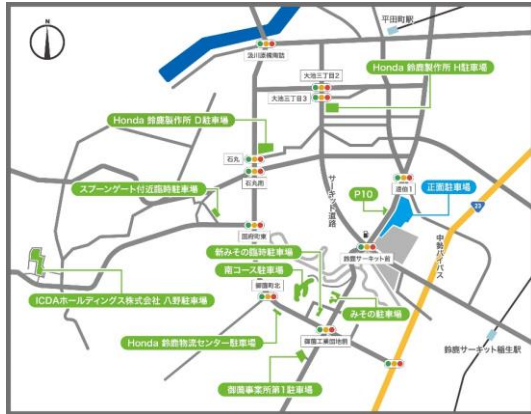 N
平田町駅
汲川原橋南詰
大池三丁目2
Honda 鈴鹿製作所 H駐車場
大池三丁目3
Honda 鈴鹿製作所 D駐車場
石丸
石丸南
道伯1
スプーンゲート付近臨時駐車場
サーキット道路
P10
正面駐車場
23
国府町東
中勢バイパス
新みその臨時駐車場
鈴鹿サーキット前
南コース駐車場
ICDAホールディングス株式会社 八野駐車場
御薗町北
みその駐車場
Honda 鈴鹿物流センター駐車場
御薗工業団地前
鈴鹿サーキット稲生駅
御薗事業所第1駐車場